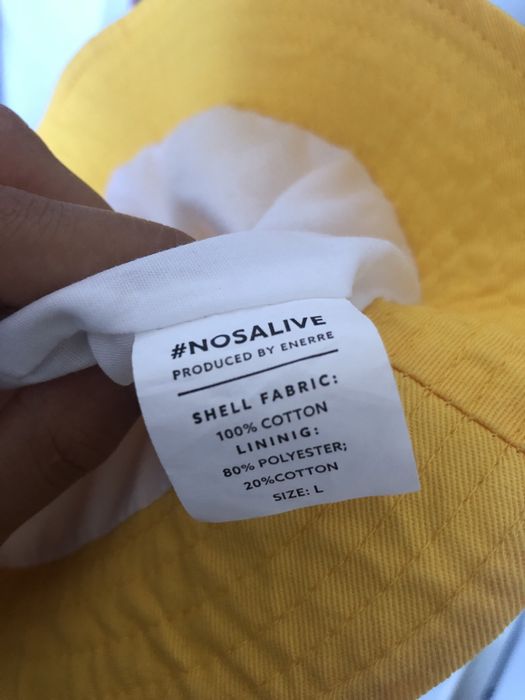 #NOSALIVE
PRODUCED BY ENERRE
SHELL FABRIC:
100% COTTON
LININIG:
80% POLYESTER;
20%COTTON
SIZE: L